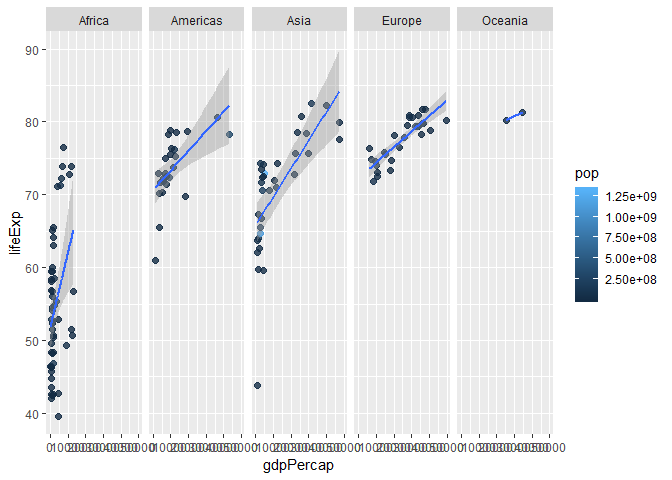 Africa
Americas
Asia
Europe
Oceania
90
80
70
60
50
40
lifeExp
gdpPercap
pop
1.25e+09
1.00e+09
7.50e+08
5.00e+08
2.50e+08